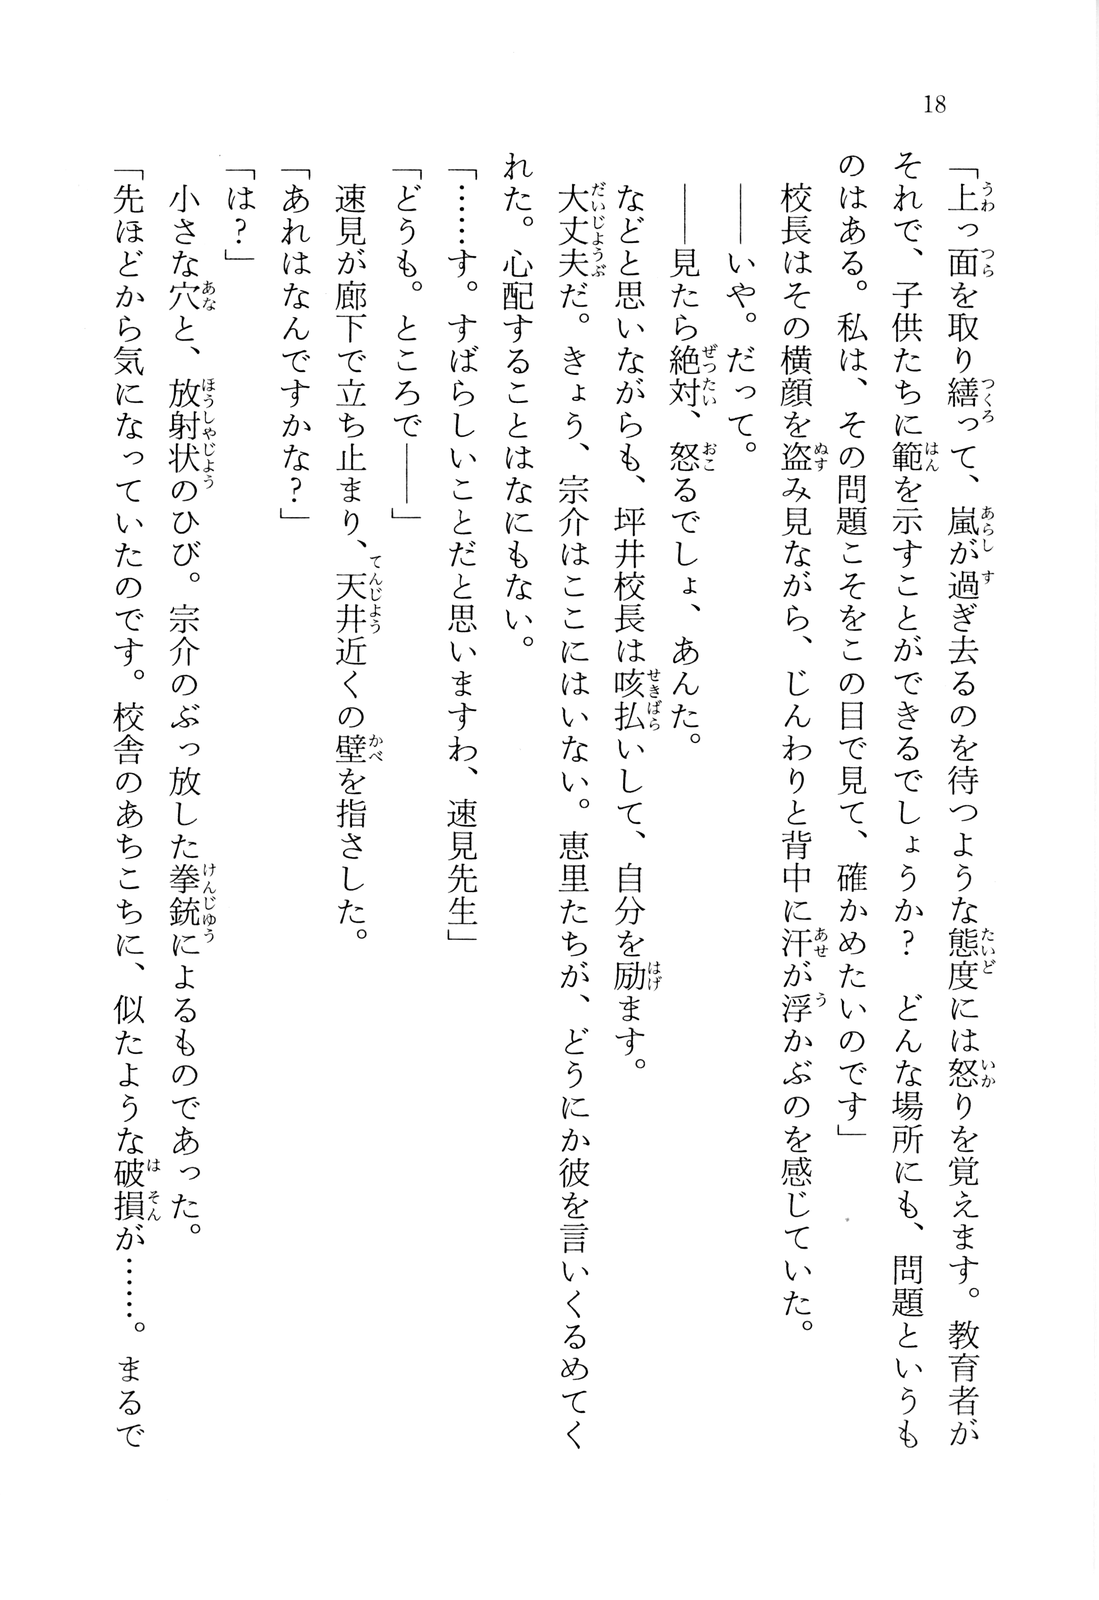 18
「上っ面を取り繕って、嵐が過ぎ去るのを待つような態度には怒りを覚えます。教育者が
それで、子供たちに範を示すことができるでしょうか？　どんな場所にも、問題というも
のはある。私は、その問題こそをこの目で見て、確かめたいのです」
　校長はその横顔を盗み見ながら、じんわりと背中に汗が浮かぶのを感じていた。
　――いや。だって。
　――見たら絶対、怒るでしょ、あんた。
　などと思いながらも、坪井校長は咳払いして、自分を励ます。
　大丈夫だ。きょう、宗介はここにはいない。恵里たちが、どうにか彼を言いくるめてく
れた。心配することはなにもない。
「……す。すばらしいことだと思いますわ、速見先生」
「どうも。ところで――」
　速見が廊下で立ち止まり、天井近くの壁を指さした。
「あれはなんですかな？」
「は？」
　小さな穴と、放射状のひび。宗介のぶっ放した拳銃によるものであった。
「先ほどから気になっていたのです。校舎のあちこちに、似たような破損が……。まるで